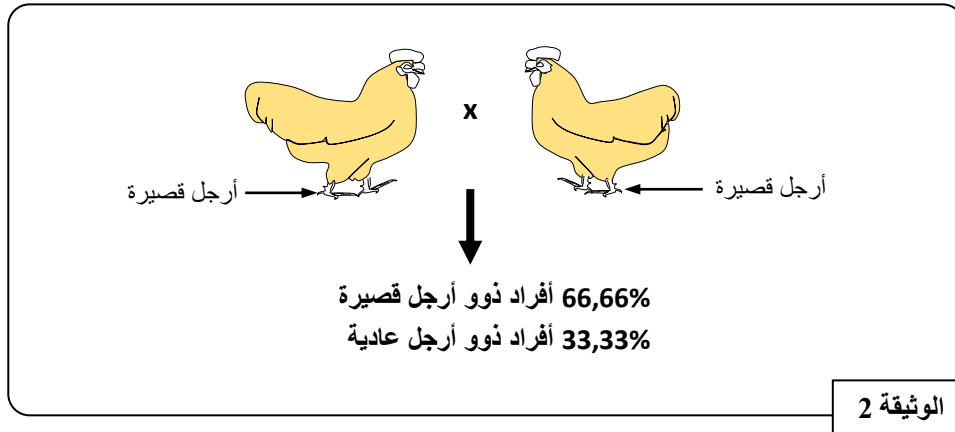 x
أرجل قصيرة
أرجل قصيرة
66,66% أفراد ذوو أرجل قصيرة
33,33% أفراد ذوو أرجل عادية
الوثيقة 2